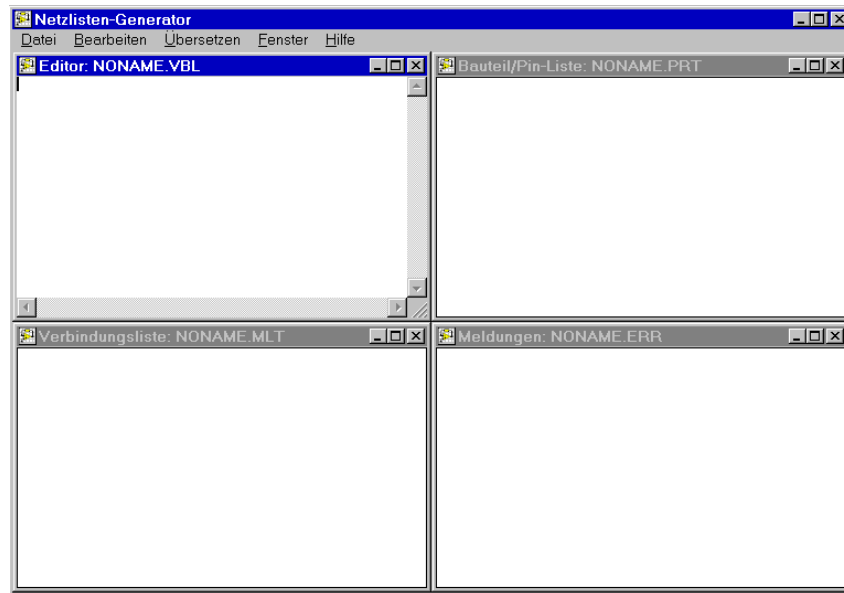 Netzlisten-Generator
Datei Bearbeiten Übersetzen Fenster Hilfe
Editor: NONAME.VBL
Bauteil/Pin-Liste: NONAME.PRT
Verbindungsliste: NONAME.MLT
Meldungen: NONAME.ERR